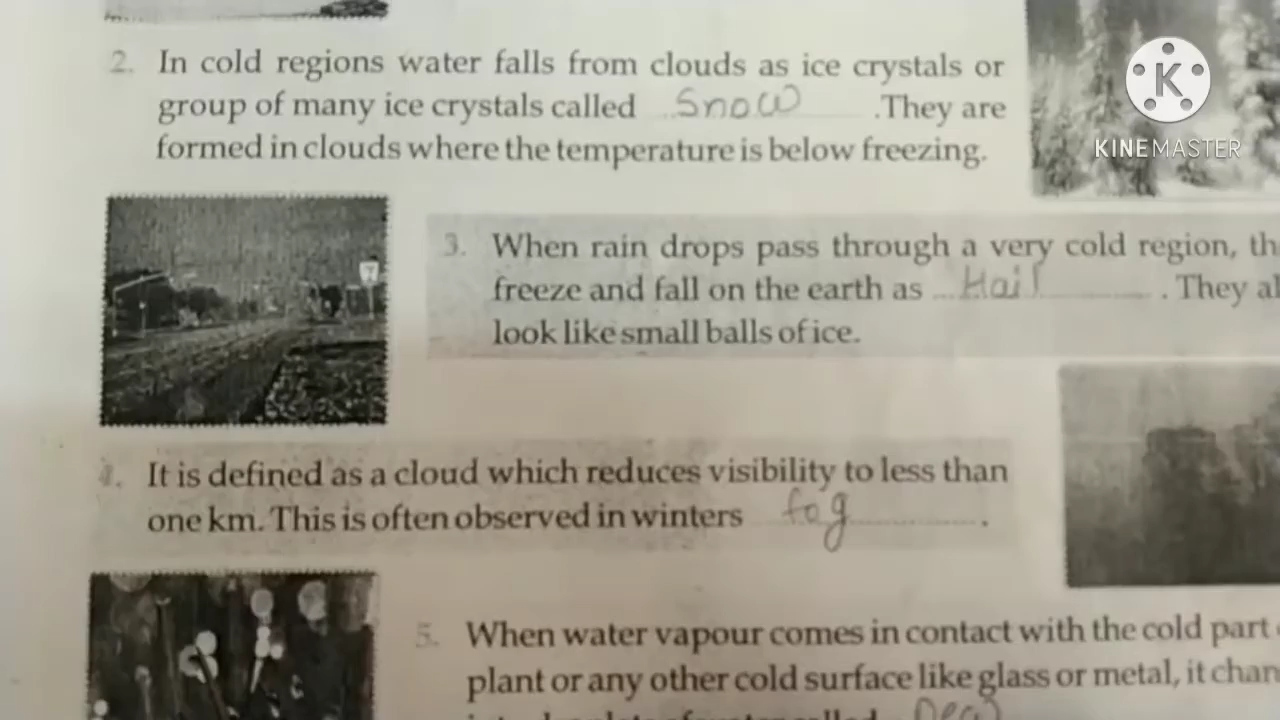 2. In cold regions water falls from clouds as ice crystals or
group of many ice crystals called Snow .They are
formed in clouds where the temperature is below freezing.
KINEMASTER
3. When rain drops pass through a very cold region, th
freeze and fall on the earth as Hail . They al
look like small balls of ice.
4. It is defined as a cloud which reduces visibility to less than
one km. This is often observed in winters fog .
5. When water vapour comes in contact with the cold part
plant or any other cold surface like glass or metal, it chan
called Dew